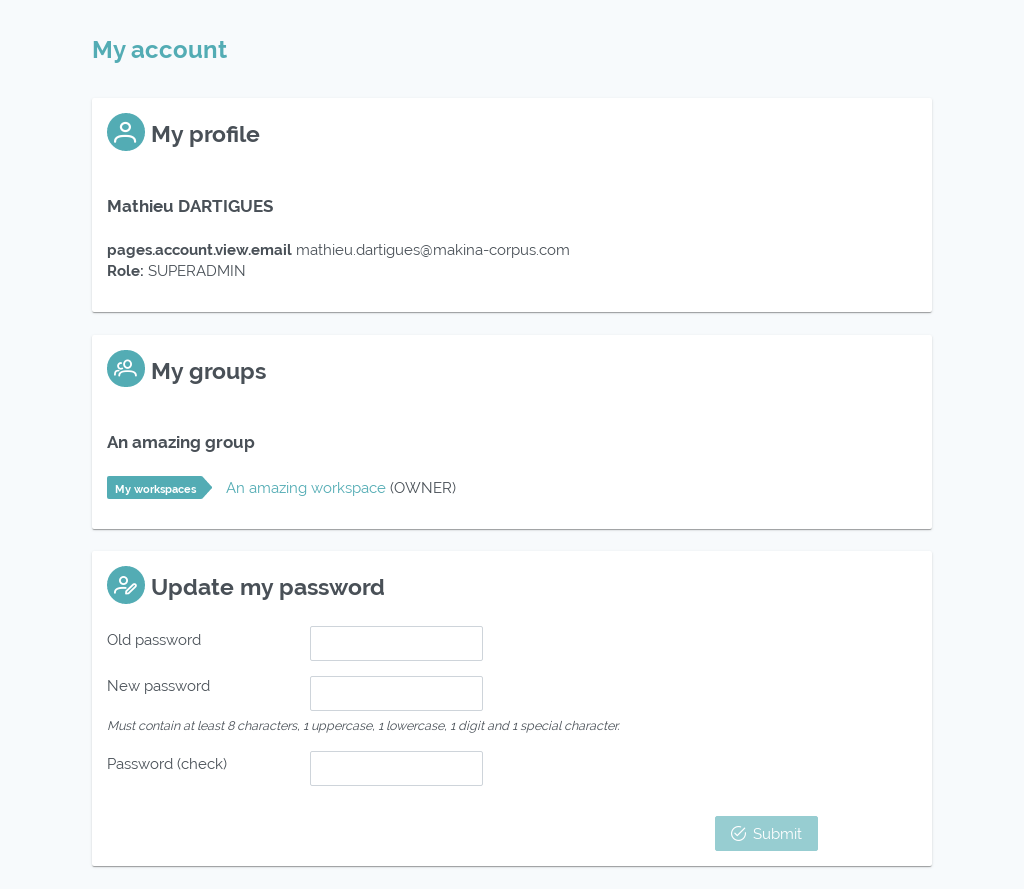 My account
My profile
Mathieu DARTIGUES
pages.account.view.email mathieu.dartigues@makina-corpus.com
Role: SUPERADMIN
My groups
An amazing group
My workspaces An amazing workspace (OWNER)
Update my password
Old password
New password
Must contain at least 8 characters, 1 uppercase, 1 lowercase, 1 digit and 1 special character.
Password (check)
Submit